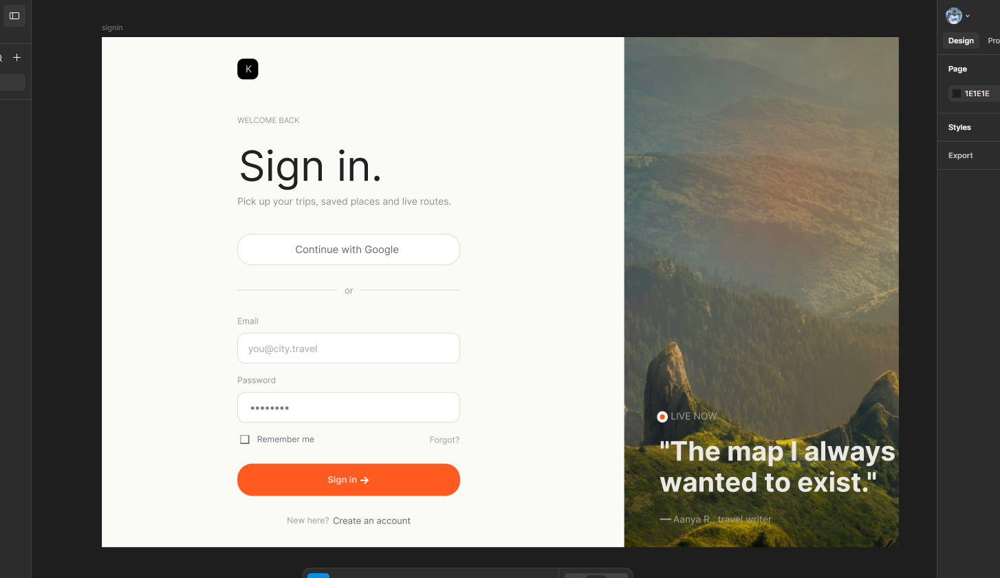 signin
K
WELCOME BACK
Sign in.
Pick up your trips, saved places and live routes.
Continue with Google
or
Email
you@city.travel
Password
••••••••
Remember me
Forgot?
Sign in →
New here? Create an account
LIVE NOW
"The map I always
wanted to exist."
— Aanya R., travel writer
Design
Pro
Page
1E1E1E
Styles
Export